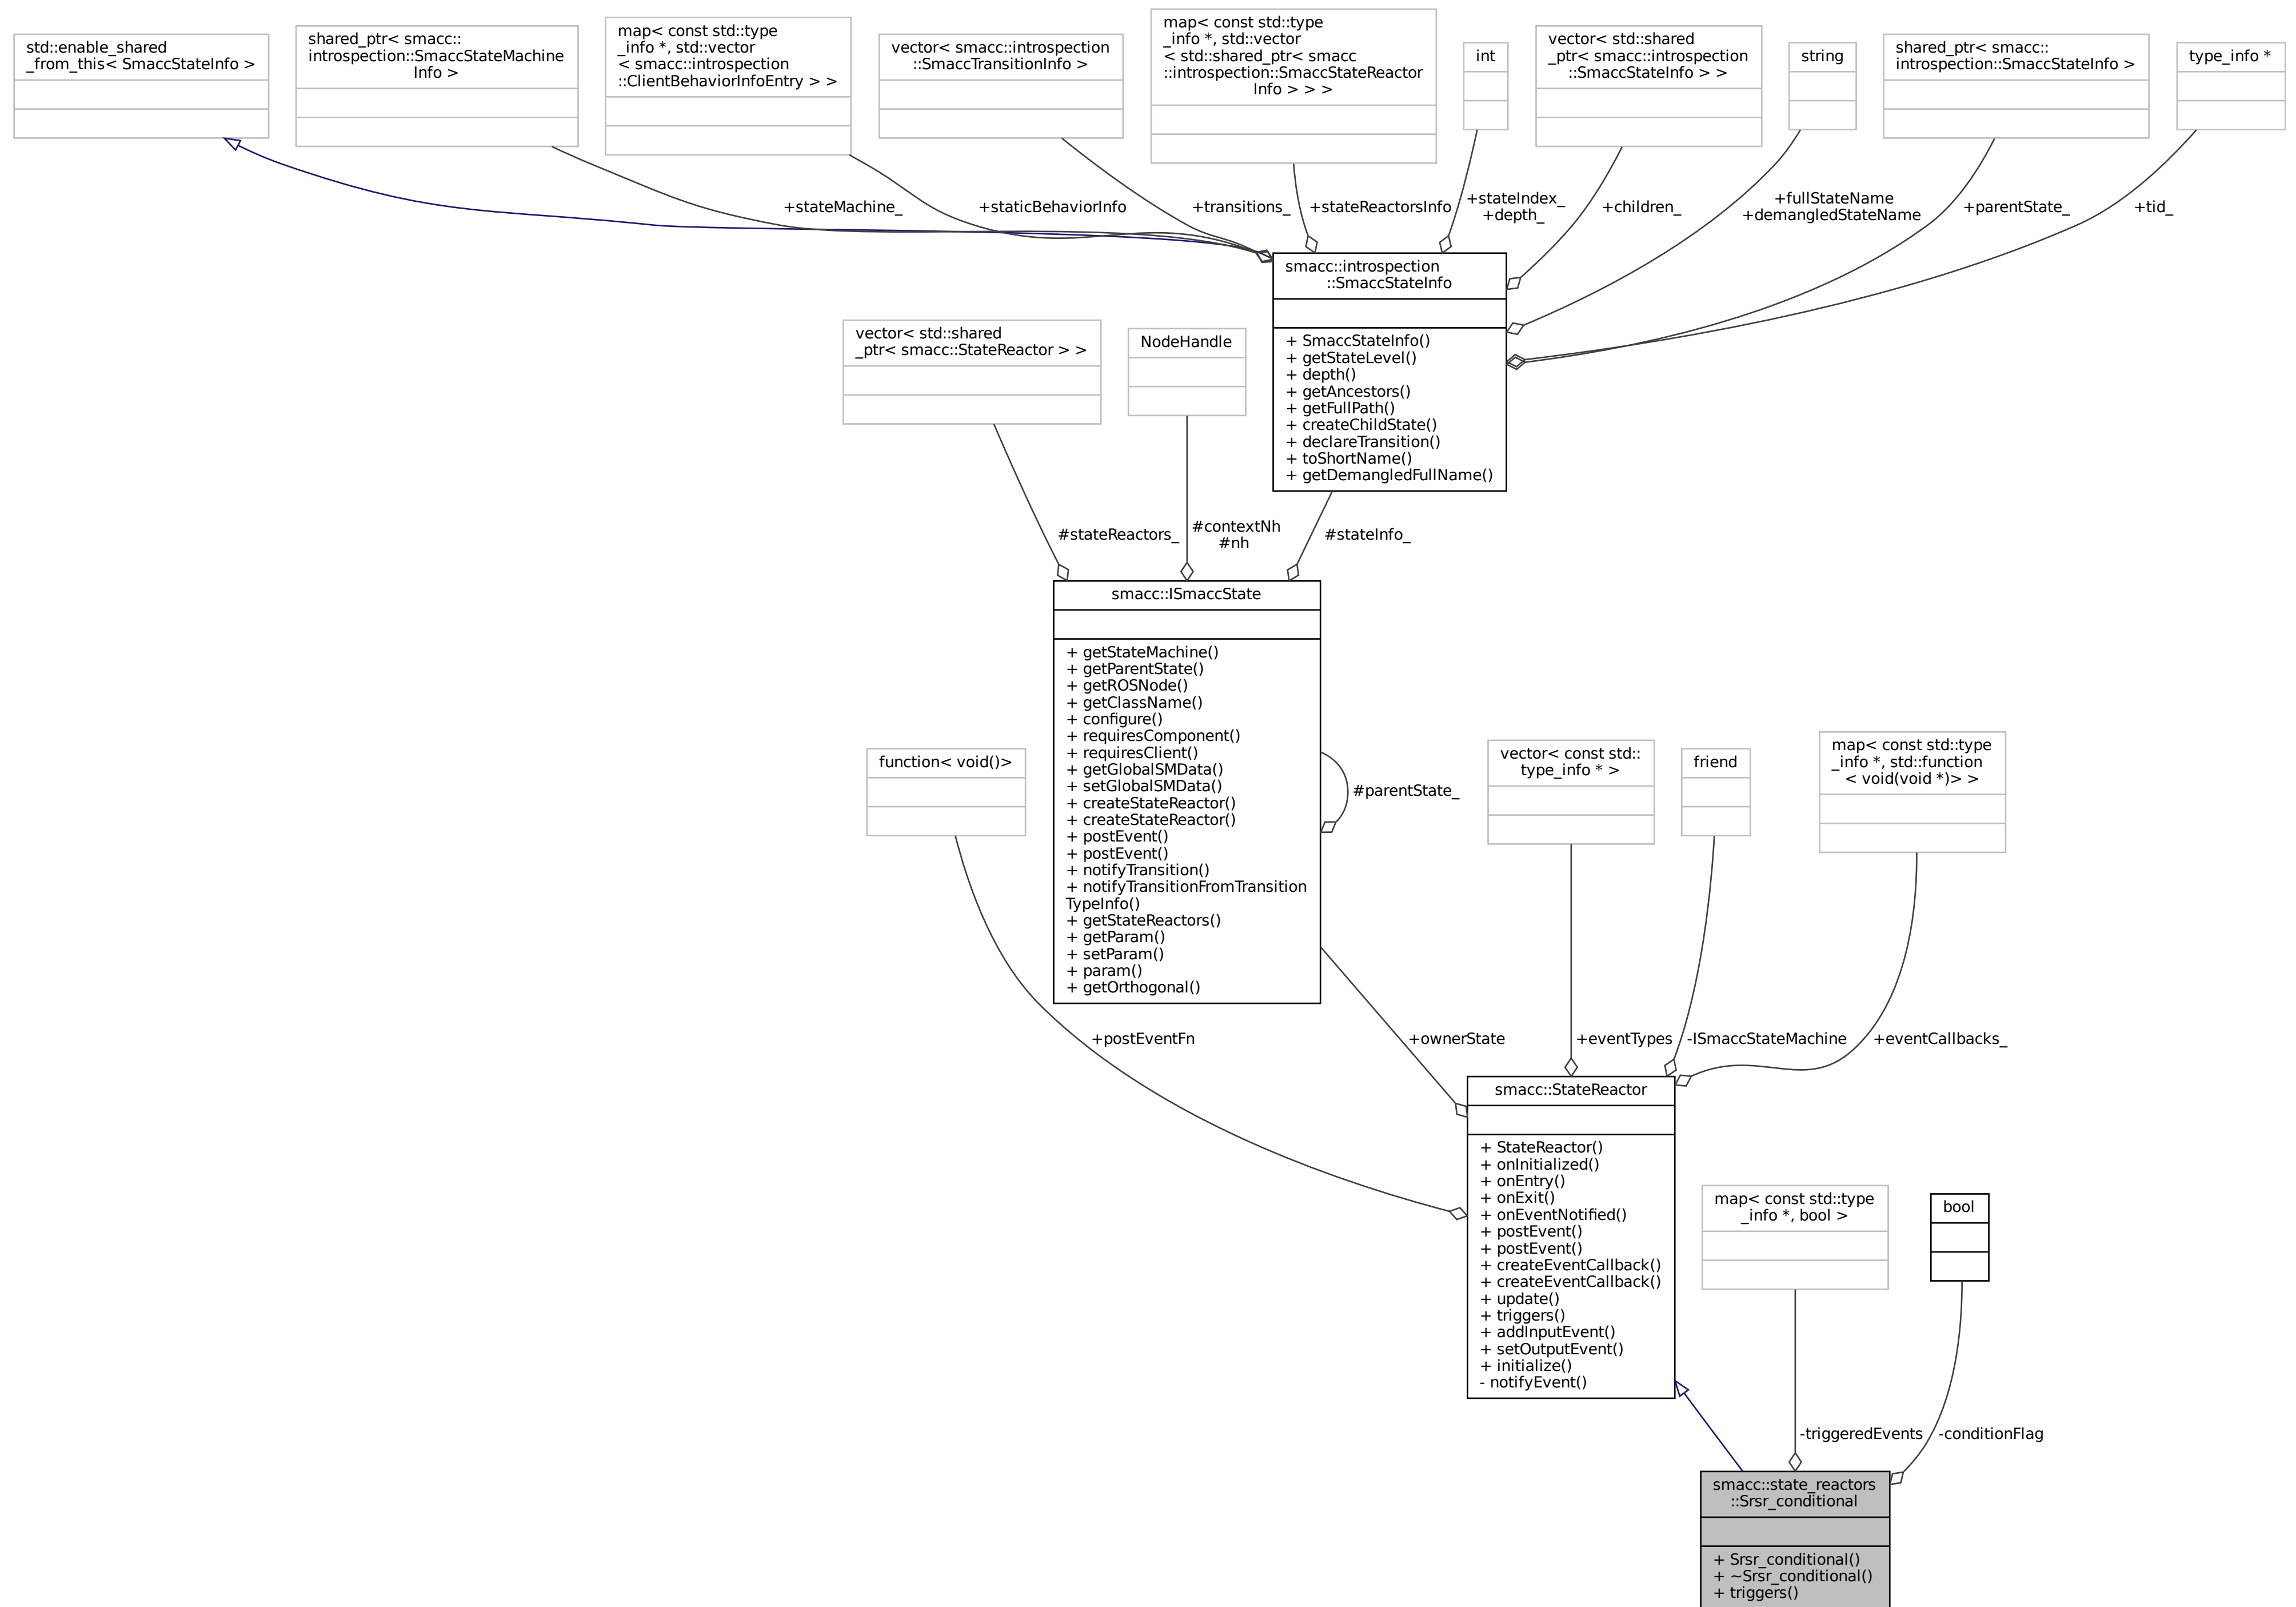 std::enable_shared
_from_this< SmaccStateInfo >
shared_ptr< smacc::
introspection::SmaccStateMachine
Info >
map< const std::type
_info *, std::vector
< smacc::introspection
::ClientBehaviorInfoEntry > >
vector< smacc::introspection
::SmaccTransitionInfo >
map< const std::type
_info *, std::vector
< std::shared_ptr< smacc
::introspection::SmaccStateReactor
Info > > >
int
vector< std::shared
_ptr< smacc::introspection
::SmaccStateInfo > >
string
shared_ptr< smacc::
introspection::SmaccStateInfo >
type_info *
+stateMachine_
+staticBehaviorInfo
+transitions_
+stateReactorsInfo
+stateIndex_
+depth_
+children_
+fullStateName
+demangledStateName
+parentState_
+tid_
smacc::introspection
::SmaccStateInfo
+ SmaccStateInfo()
+ getStateLevel()
+ depth()
+ getAncestors()
+ getFullPath()
+ createChildState()
+ declareTransition()
+ toShortName()
+ getDemangledFullName()
vector< std::shared
_ptr< smacc::StateReactor > >
NodeHandle
#stateReactors_
#contextNh
#nh
#stateInfo_
smacc::ISmaccState
+ getStateMachine()
+ getParentState()
+ getROSNode()
+ getClassName()
+ configure()
+ requiresComponent()
+ requiresClient()
+ getGlobalSMData()
+ setGlobalSMData()
+ createStateReactor()
+ createStateReactor()
+ postEvent()
+ postEvent()
+ notifyTransition()
+ notifyTransitionFromTransition
TypeInfo()
+ getStateReactors()
+ getParam()
+ setParam()
+ param()
+ getOrthogonal()
#parentState_
function< void()>
vector< const std::
type_info * >
friend
map< const std::type
_info *, std::function
< void(void *)> >
+postEventFn
+ownerState
+eventTypes
-ISmaccStateMachine
+eventCallbacks_
smacc::StateReactor
+ StateReactor()
+ onInitialized()
+ onEntry()
+ onExit()
+ onEventNotified()
+ postEvent()
+ postEvent()
+ createEventCallback()
+ createEventCallback()
+ update()
+ triggers()
+ addInputEvent()
+ setOutputEvent()
+ initialize()
- notifyEvent()
map< const std::type
_info *, bool >
bool
-triggeredEvents
-conditionFlag
smacc::state_reactors
::Srsr_conditional
+ Srsr_conditional()
+ ~Srsr_conditional()
+ triggers()